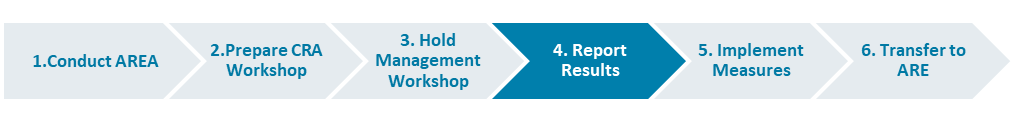 1.Conduct AREA
2.Prepare CRA
Workshop
3. Hold
Management
Workshop
4. Report
Results
5. Implement
Measures
6. Transfer to
ARE